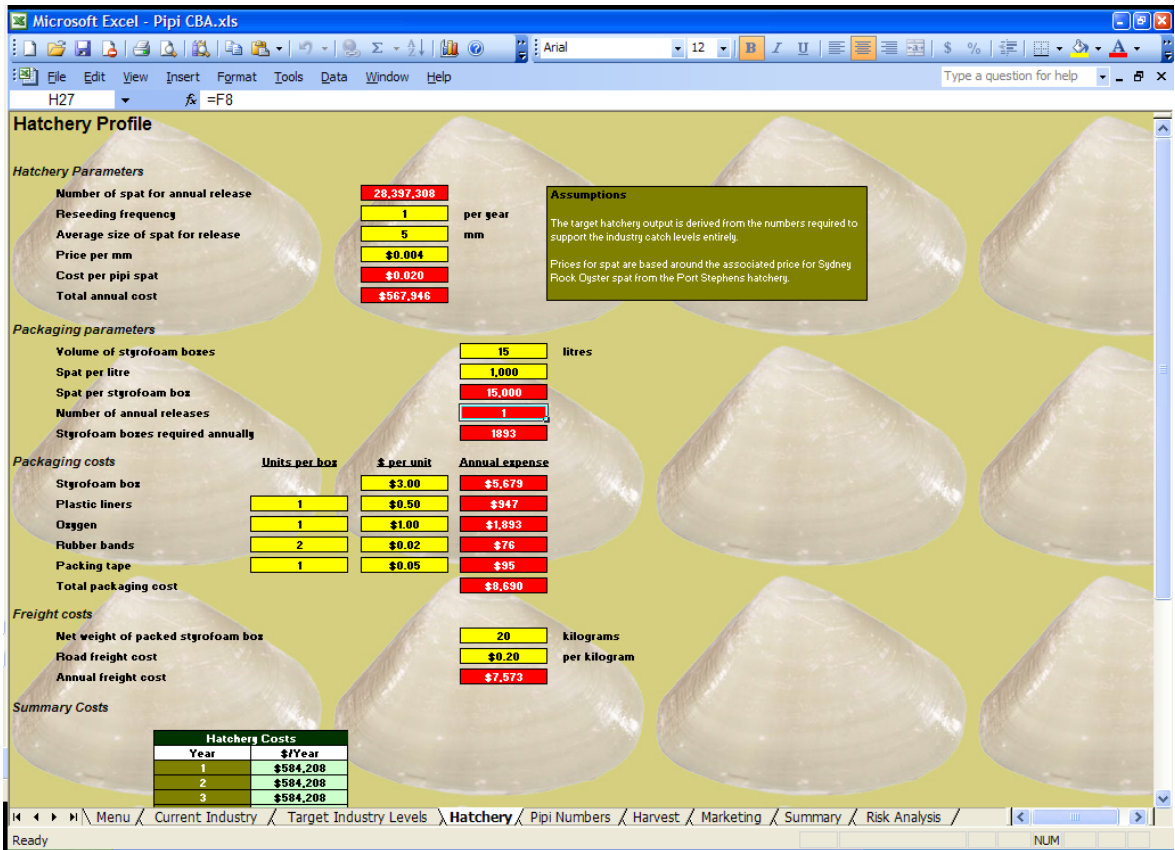 Microsoft Excel - Pipi CBA.xls
Arial 12 B I U $ %
File Edit View Insert Format Tools Data Window Help Type a question for help
H27 fx =F8
Hatchery Profile
Hatchery Parameters
Number of spat for annual release 28,397,308
Reseeding frequency 1 per year
Average size of spat for release 5 mm
Price per mm $0.004
Cost per pipi spat $0.020
Total annual cost $567,946
Assumptions
The target hatchery output is derived from the numbers required to
support the industry catch levels entirely.
Prices for spat are based around the associated price for Sydney
Rock Oyster spat from the Port Stephens hatchery.
Packaging parameters
Volume of styrofoam boxes 15 litres
Spat per litre 1,000
Spat per styrofoam box 15,000
Number of annual releases 1
Styrofoam boxes required annually 1893
Packaging costs Units per box $ per unit Annual expense
Styrofoam box $3.00 $5,679
Plastic liners 1 $0.50 $947
Oxygen 1 $1.00 $1,893
Rubber bands 2 $0.02 $76
Packing tape 1 $0.05 $95
Total packaging cost $8,690
Freight costs
Net weight of packed styrofoam box 20 kilograms
Road freight cost $0.20 per kilogram
Annual freight cost $7,573
Summary Costs
Hatchery Costs
Year $/Year
1 $584,208
2 $584,208
3 $584,208
Menu Current Industry Target Industry Levels Hatchery Pipi Numbers Harvest Marketing Summary Risk Analysis
Ready NUM